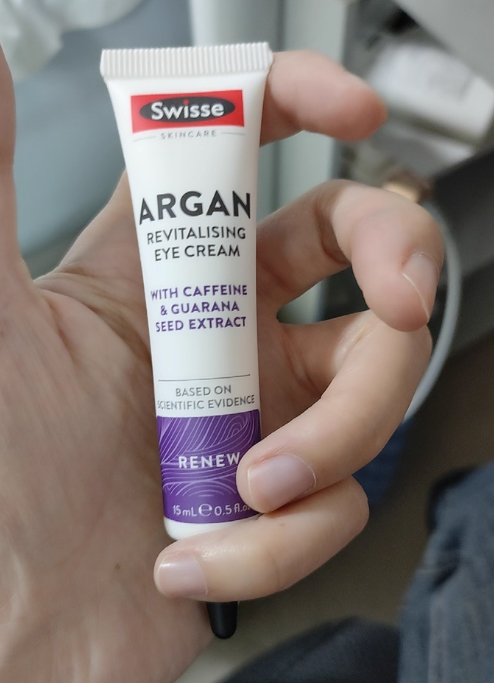 Swisse
SKINCARE
ARGAN
REVITALISING
EYE CREAM
WITH CAFFEINE
& GUARANA
SEED EXTRACT
BASED ON
SCIENTIFIC EVIDENCE
RENEW
15 mL ℮ 0.5 fl.